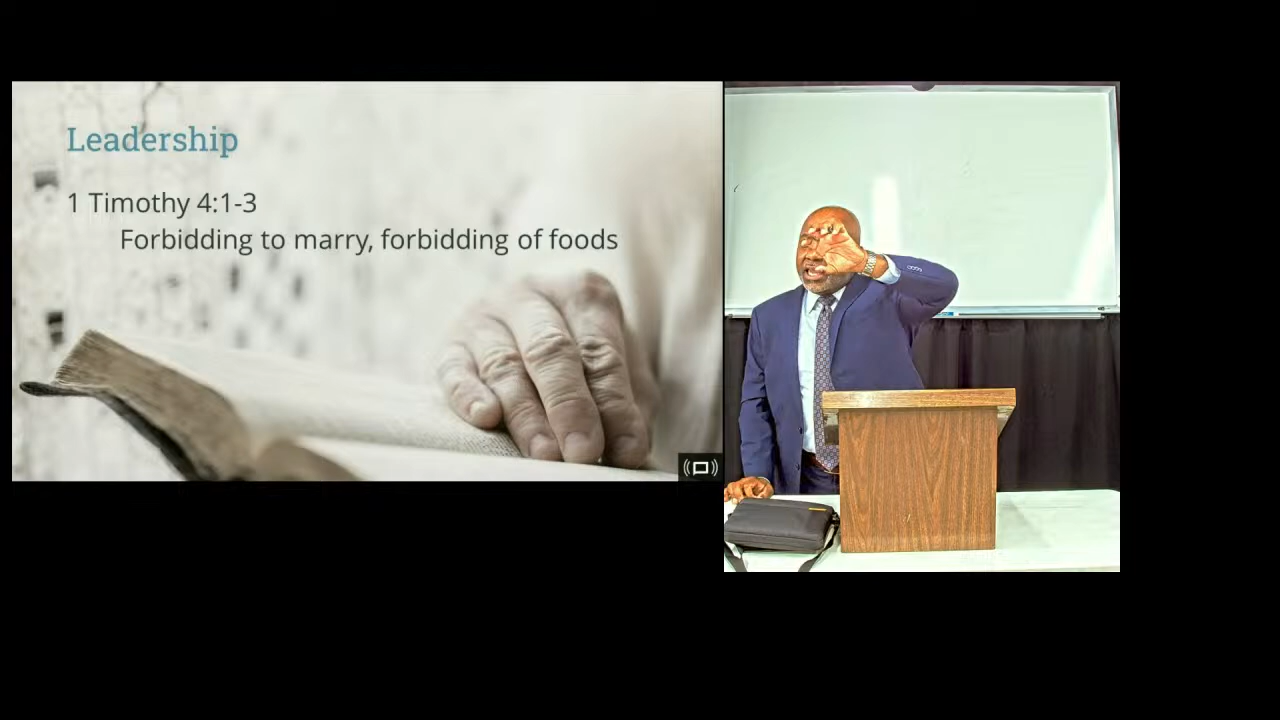 Leadership
1 Timothy 4:1-3
Forbidding to marry, forbidding of foods